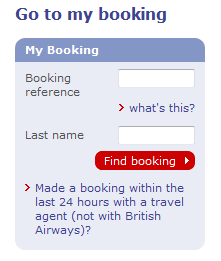 Go to my booking
My Booking
Booking
reference
what's this?
Last name
Find booking
Made a booking within the
last 24 hours with a travel
agent (not with British
Airways)?